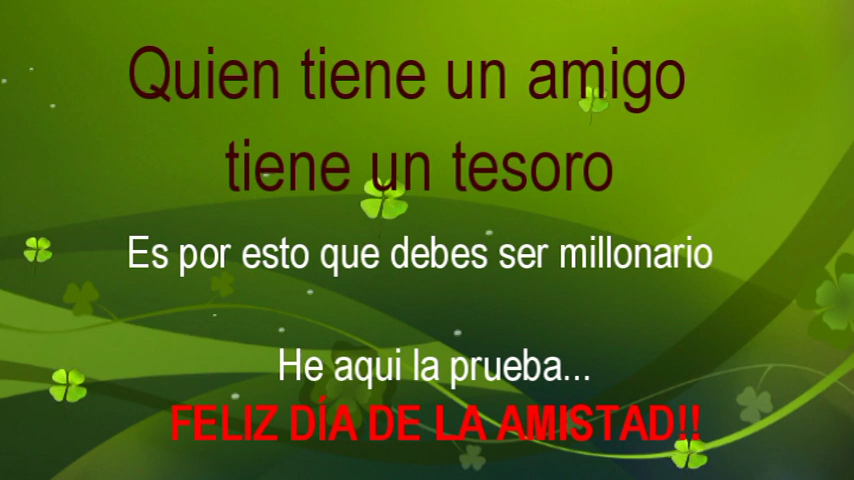 Quien tiene un amigo
tiene un tesoro
Es por esto que debes ser millonario
He aqui la prueba...
FELIZ DÍA DE LA AMISTAD!!